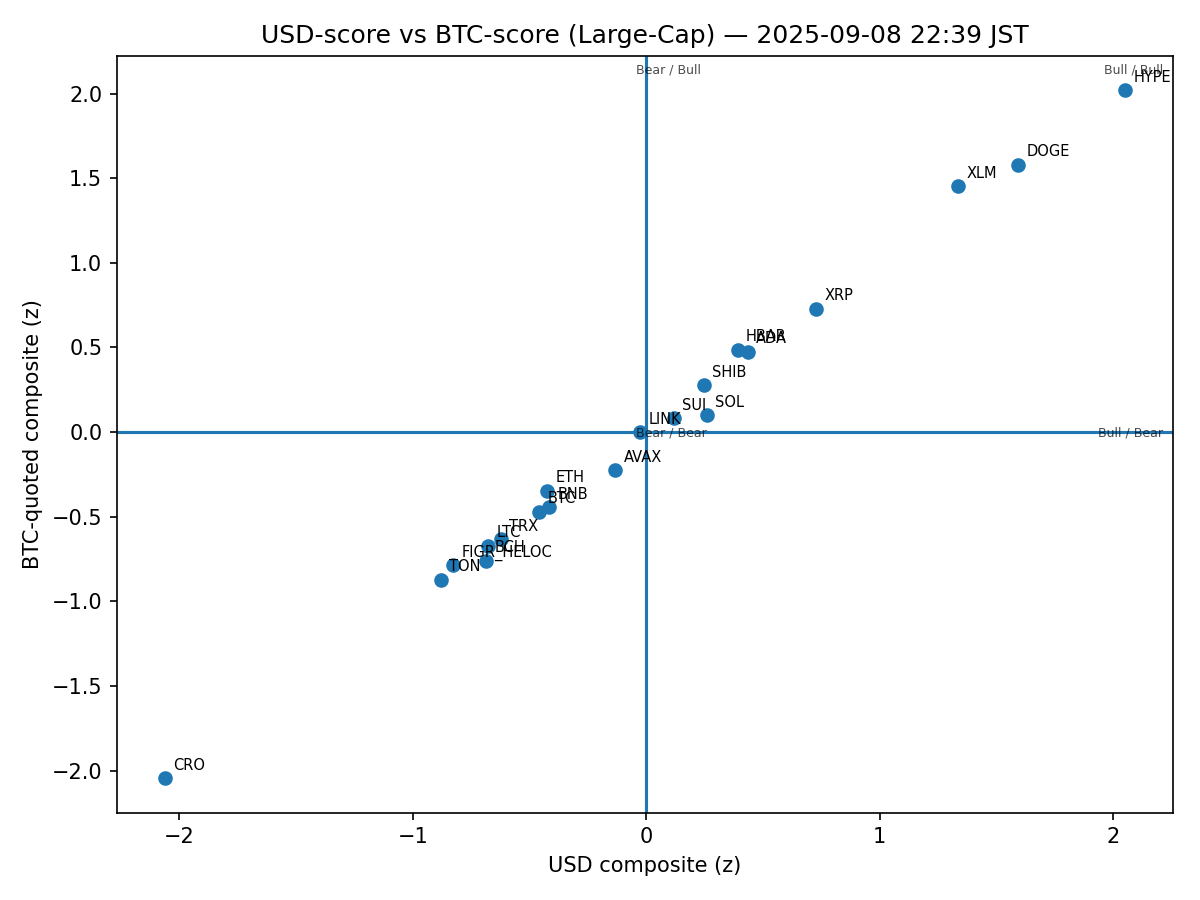 USD-score vs BTC-score (Large-Cap) — 2025-09-08 22:39 JST
Bear / Bull
Bull / Bull
HYPE
2.0
DOGE
1.5
XLM
1.0
XRP
0.5
HBAR
ADA
SHIB
SUI
SOL
LINK
0.0
Bear / Bear
Bull / Bear
AVAX
ETH
BNB
BTC
−0.5
TRX
LTC
BCH
FIGR_HELOC
TON
−1.0
−1.5
−2.0
CRO
BTC-quoted composite (z)
−2
−1
0
1
2
USD composite (z)